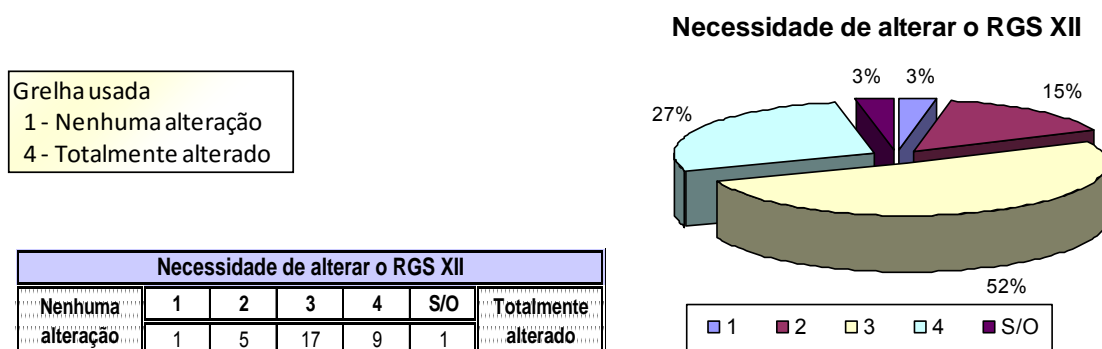 Necessidade de alterar o RGS XII
Grelha usada
1 - Nenhuma alteração
4 - Totalmente alterado
3% 3%
15%
27%
52%
1 2 3 4 S/O
Necessidade de alterar o RGS XII
Nenhuma alteração 1 2 3 4 S/O Totalmente alterado
1 5 17 9 1